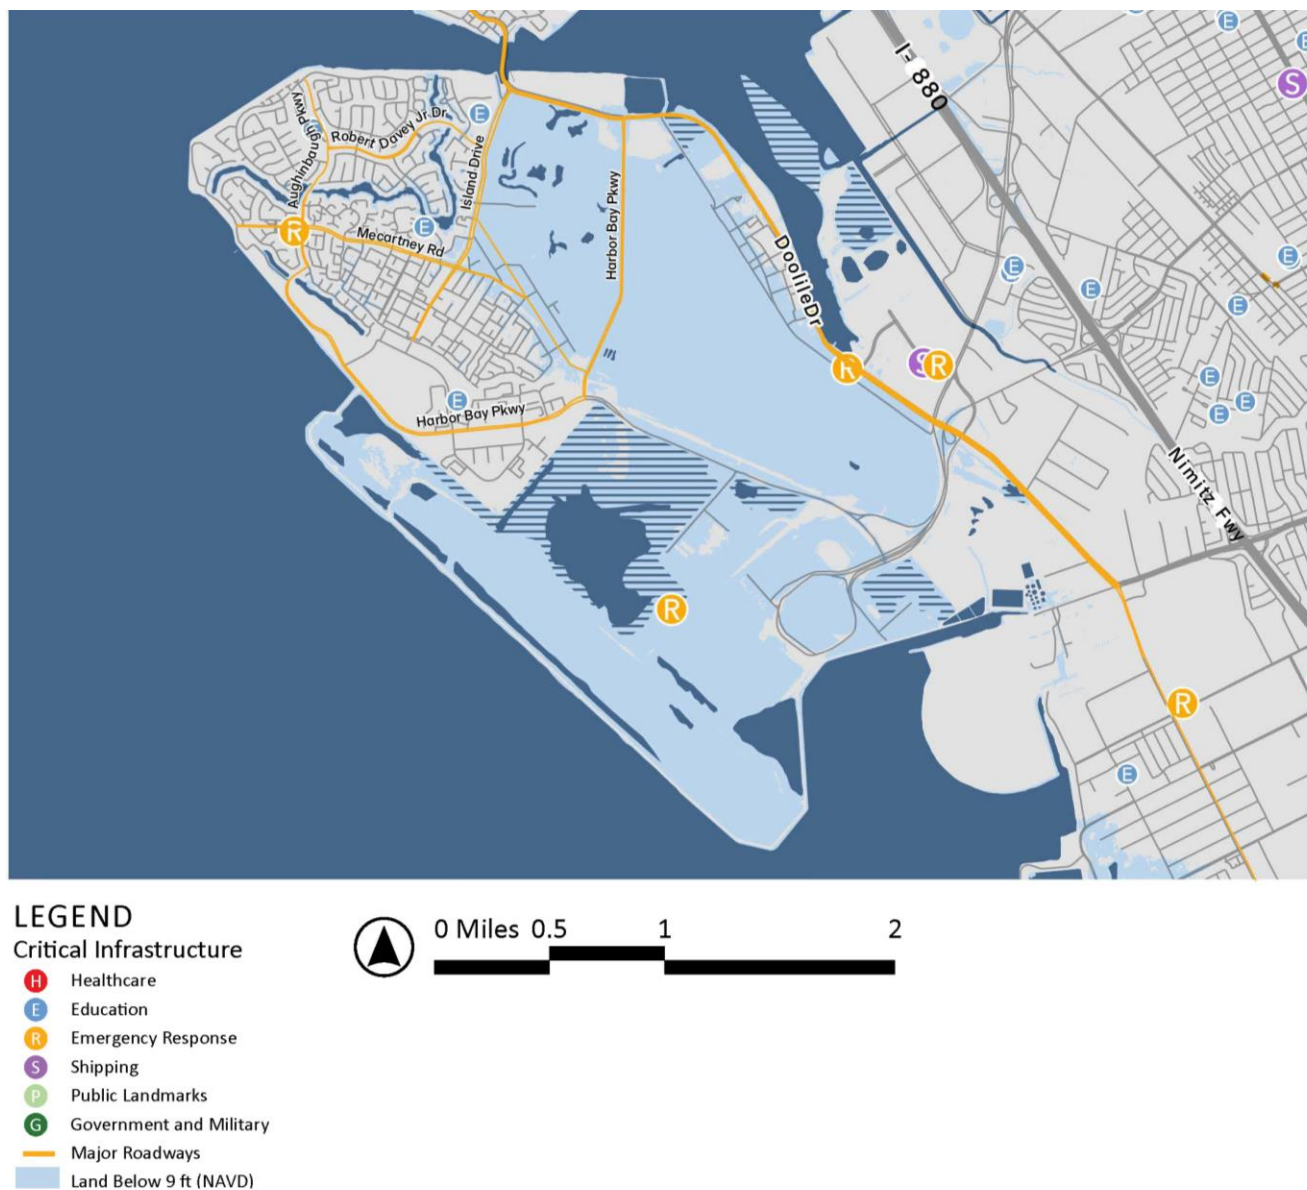 I- 880
S
E
E
E
Aughinbaugh Pkwy
Robert Davey Jr Dr
E
Island Drive
Harbor Bay Pkwy
R
Mecartney Rd
E
DoolileDr
E
E
E
E
R
S
R
E
E
E
E
Harbor Bay Pkwy
Nimitz Fwy
R
R
E
LEGEND
Critical Infrastructure
H Healthcare
E Education
R Emergency Response
S Shipping
P Public Landmarks
G Government and Military
Major Roadways
Land Below 9 ft (NAVD)
0 Miles 0.5 1 2